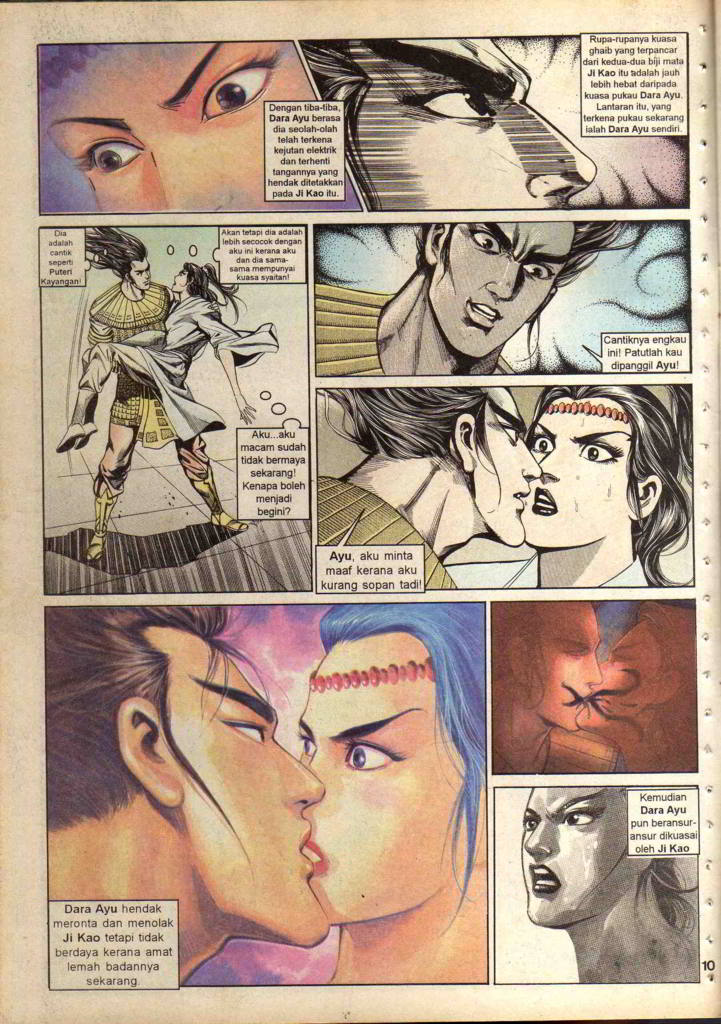 Dengan tiba-tiba,
Dara Ayu berasa
dia seolah-olah
telah terkena
kejutan elektrik
dan terhenti
tangannya yang
hendak ditetakkan
pada Ji Kao itu.
Rupa-rupanya kuasa
ghaib yang terpancar
dari kedua-dua biji mata
Ji Kao itu adalah jauh
lebih hebat daripada
kuasa pukau Dara Ayu.
Lantaran itu, yang
terkena pukau sekarang
ialah Dara Ayu sendiri.
Dia
adalah
cantik
seperti
Puteri
Kayangan!
Akan tetapi dia adalah
lebih secocok dengan
aku ini kerana aku
dan dia sama-
sama mempunyai
kuasa syaitan!
Aku...aku
macam sudah
tidak bermaya
sekarang!
Kenapa boleh
menjadi
begini?
Cantiknya engkau
ini! Patutlah kau
dipanggil Ayu!
Ayu, aku minta
maaf kerana aku
kurang sopan tadi!
Dara Ayu hendak
meronta dan menolak
Ji Kao tetapi tidak
berdaya kerana amat
lemah badannya
sekarang.
Kemudian
Dara Ayu
pun beransur-
ansur dikuasai
oleh Ji Kao
10